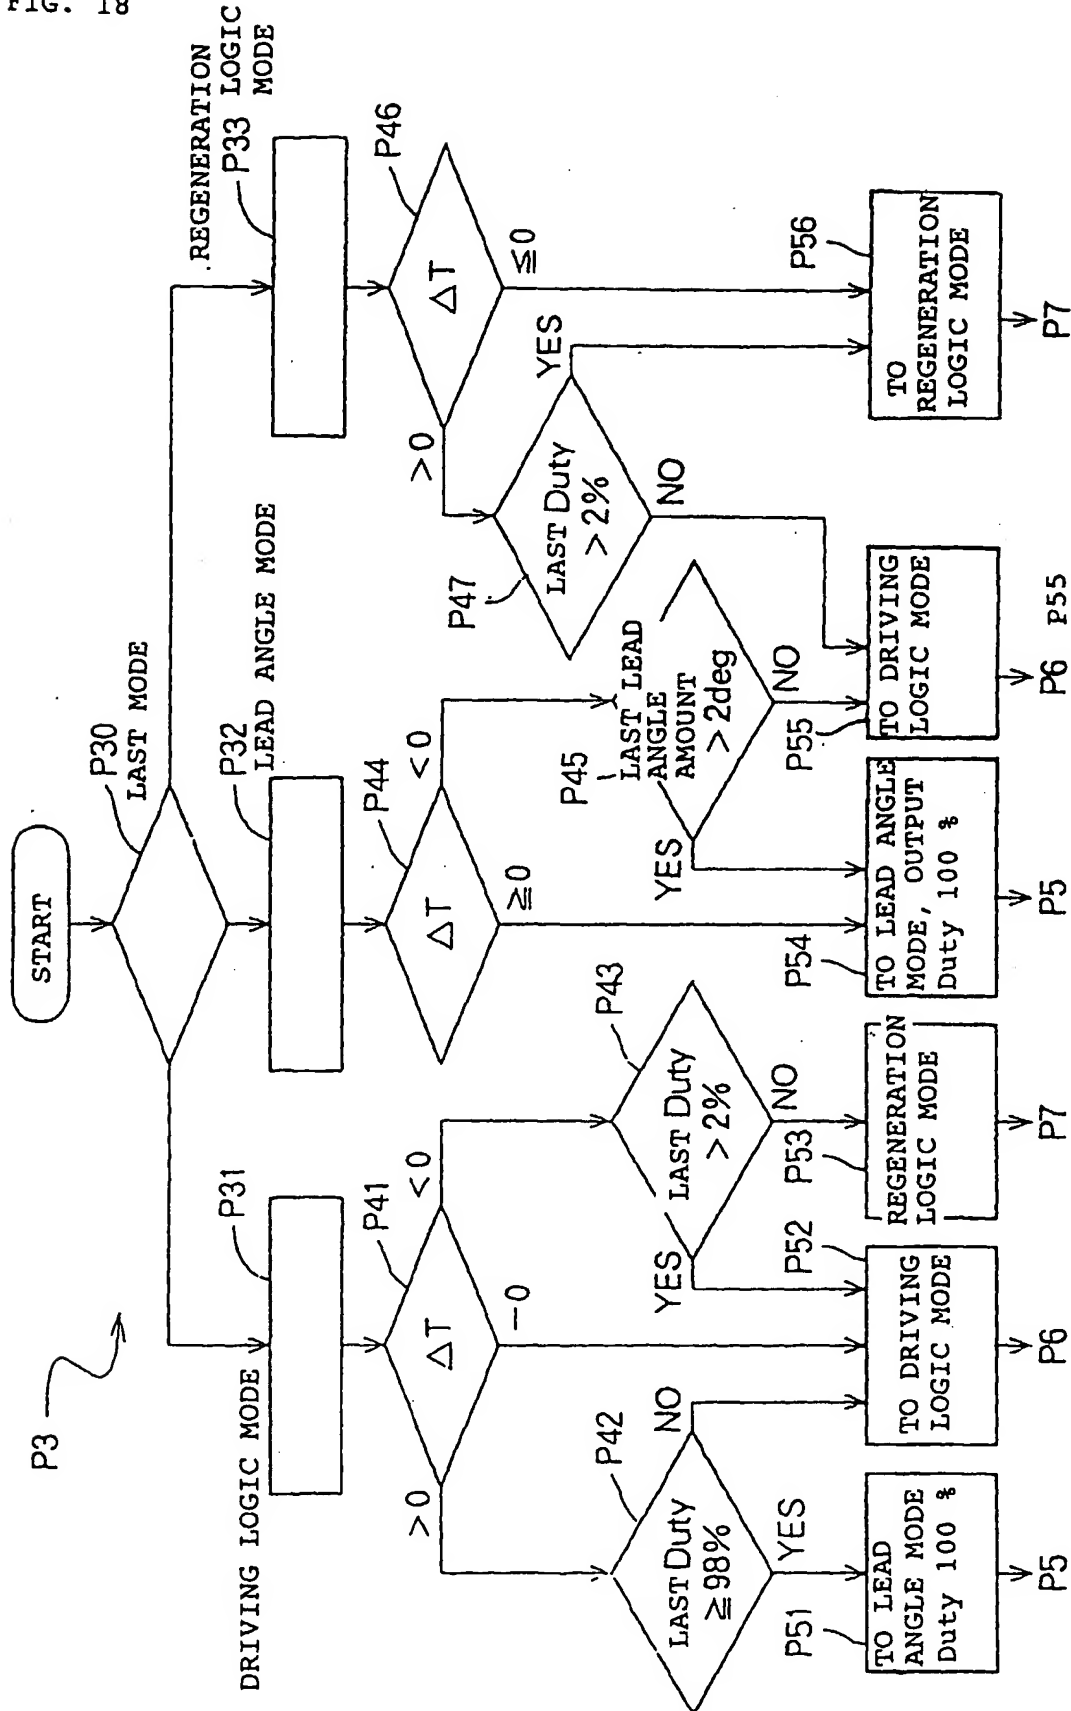 FIG. 18
P3
START
P30
LAST MODE
DRIVING LOGIC MODE
P31
P32
LEAD ANGLE MODE
.REGENERATION
P33 LOGIC
MODE
P41
ΔT
>0
-0
<0
P44
ΔT
≧0
<0
P46
ΔT
>0
≦0
P42
LAST Duty
≧98%
NO
YES
P43
LAST Duty
>2%
YES
NO
P45
LAST LEAD
ANGLE
AMOUNT
>2deg
YES
NO
P47
LAST Duty
>2%
YES
NO
P51
TO LEAD
ANGLE MODE
Duty 100 %
P5
P52
TO DRIVING
LOGIC MODE
P6
P53
REGENERATION
LOGIC MODE
P7
P54
TO LEAD ANGLE
MODE, OUTPUT
Duty 100 %
P5
P55
TO DRIVING
LOGIC MODE
P6
P55
P56
TO
REGENERATION
LOGIC MODE
P7